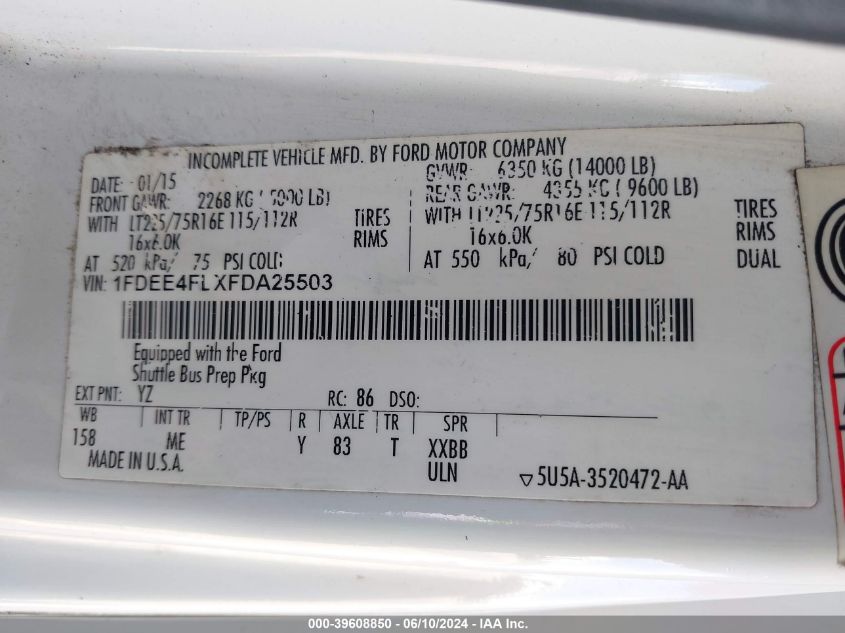 INCOMPLETE VEHICLE MFD. BY FORD MOTOR COMPANY
DATE: 01/15 GVWR: 6350 KG (14000 LB)
FRONT GAWR: 2268 KG (5000 LB) REAR GAWR: 4355 KG (9600 LB)
WITH LT225/75R16E 115/112R TIRES WITH LT225/75R16E 115/112R TIRES
16x6.0K RIMS 16x6.0K RIMS
AT 520 kPa/ 75 PSI COLD AT 550 kPa/ 80 PSI COLD DUAL
VIN: 1FDEE4FLXFDA25503
Equipped with the Ford
Shuttle Bus Prep Pkg
EXT PNT: YZ RC: 86 DSO:
WB INT TR TP/PS R AXLE TR SPR
158 ME Y 83 T XXBB
MADE IN U.S.A. ULN ▽5U5A-3520472-AA
000-39608850 - 06/10/2024 - IAA Inc.